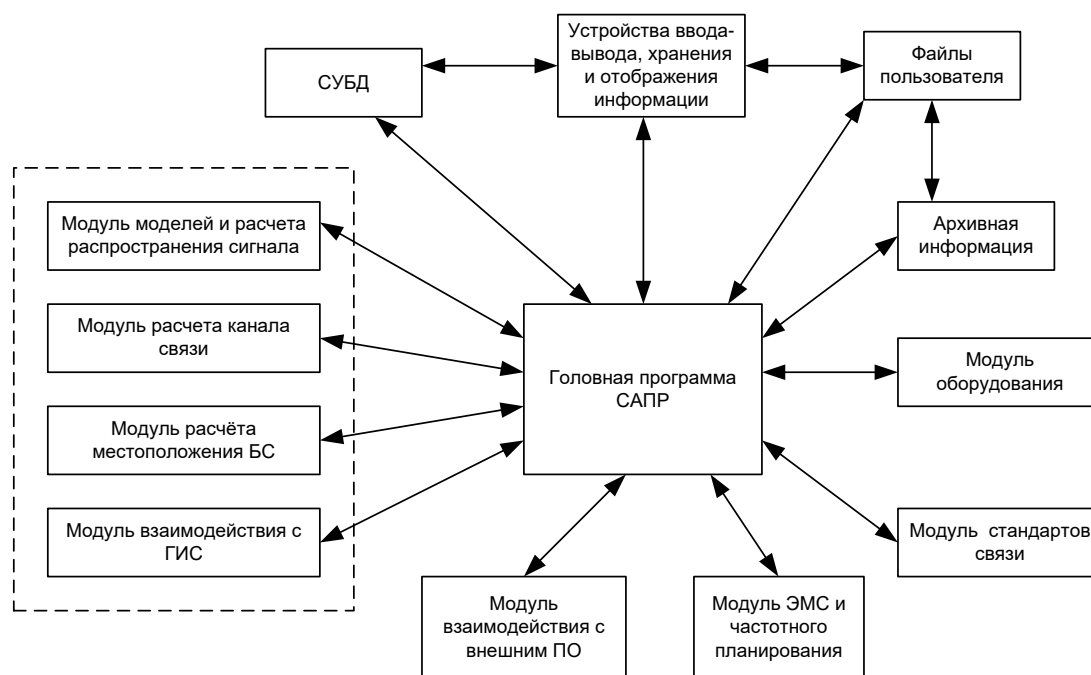 Устройства ввода-
вывода, хранения
и отображения
информации
Файлы
пользователя
СУБД
Модуль моделей и расчета
распространения сигнала
Архивная
информация
Модуль расчета канала
связи
Головная программа
САПР
Модуль
оборудования
Модуль расчёта
местоположения БС
Модуль взаимодействия с
ГИС
Модуль стандартов
связи
Модуль
взаимодействия с
внешним ПО
Модуль ЭМС и
частотного
планирования